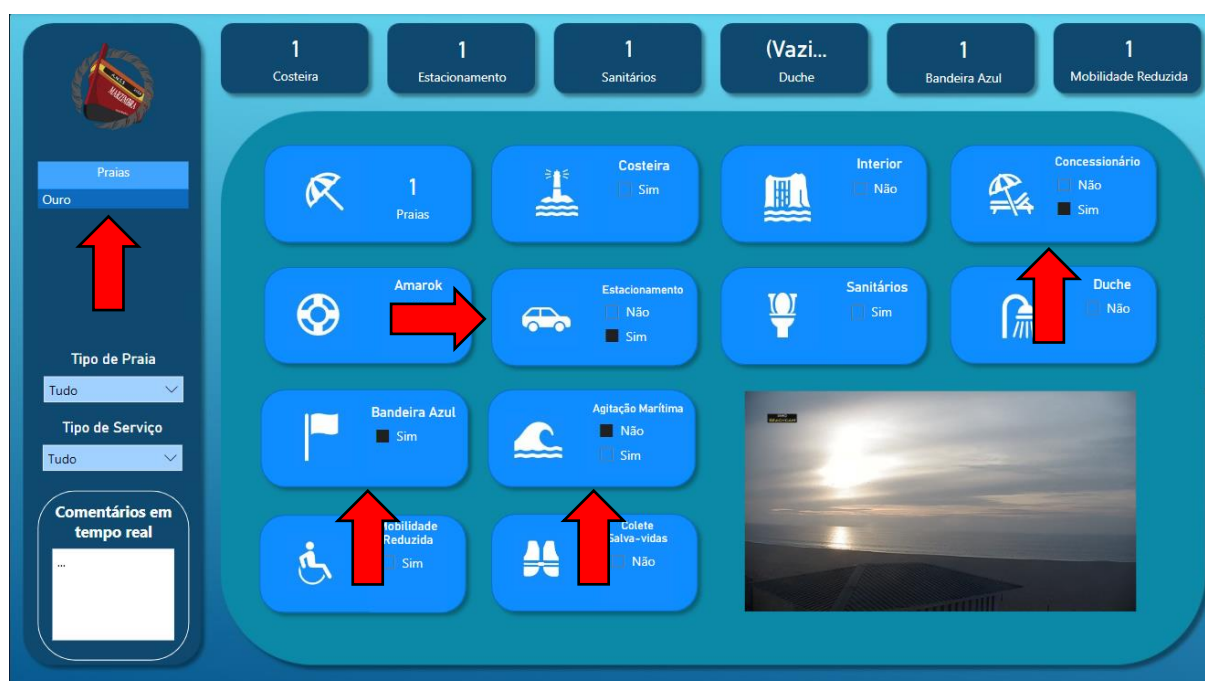 1
Costeira
1
Estacionamento
1
Sanitários
(Vazi...
Duche
1
Bandeira Azul
1
Mobilidade Reduzida
MARIMBA
Praias
Ouro
Tipo de Praia
Tudo
Tipo de Serviço
Tudo
Comentários em
tempo real
...
1
Praias
Costeira
Sim
Interior
Não
Concessionário
Não
Sim
Amarok
Estacionamento
Não
Sim
Sanitários
Sim
Duche
Não
Bandeira Azul
Sim
Agitação Marítima
Não
Sim
Mobilidade
Reduzida
Sim
Colete
Salva-vidas
Não